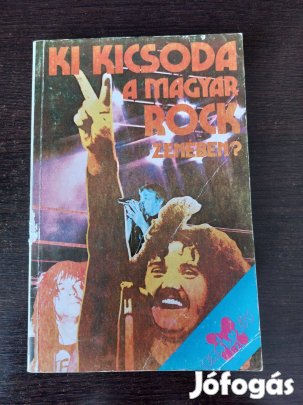 KI KICSODA
A MAGYAR
ROCK
ZENÉBEN?
Jófogás